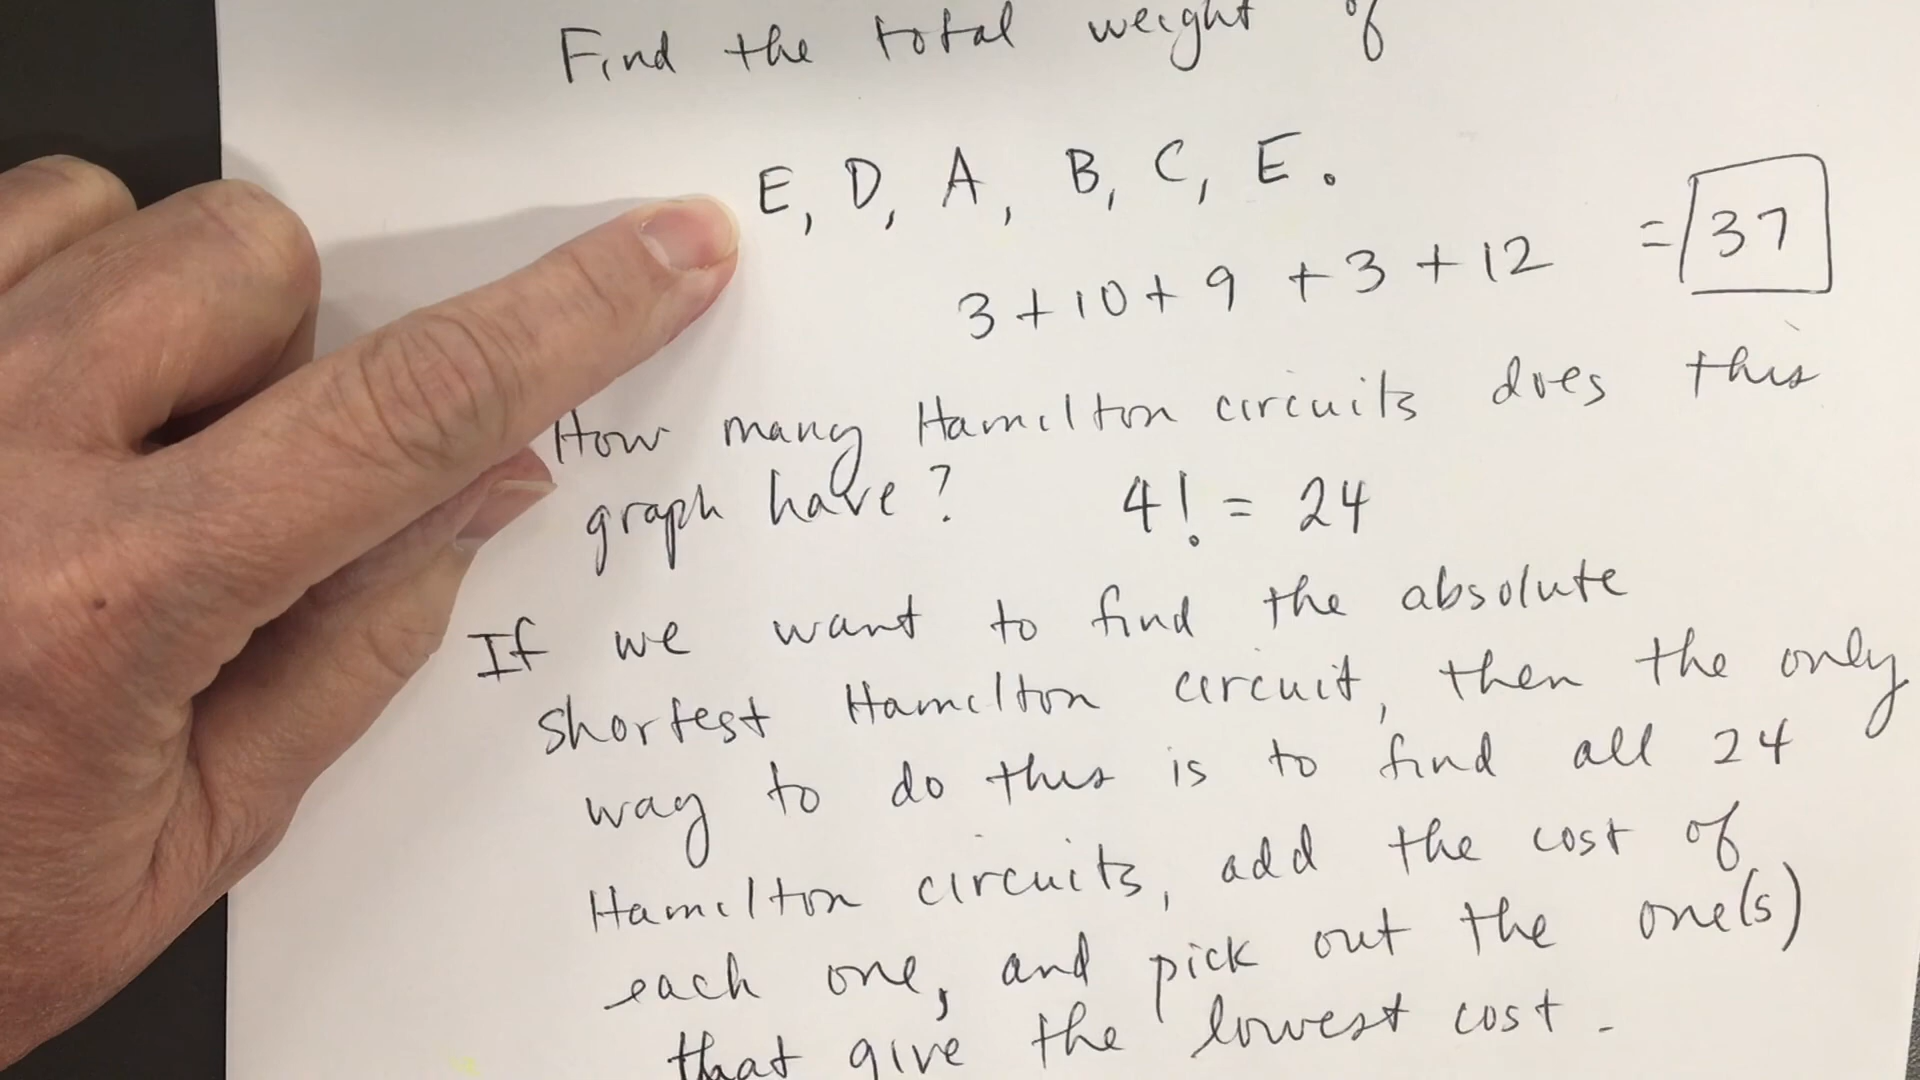 Find the total weight of
E, D, A, B, C, E.
3 + 10 + 9 + 3 + 12 = 37
How many Hamilton circuits does this
graph have? 4! = 24
If we want to find the absolute
shortest Hamilton circuit, then the only
way to do this is to find all 24
Hamilton circuits, add the cost of
each one, and pick out the one(s)
that give the lowest cost.